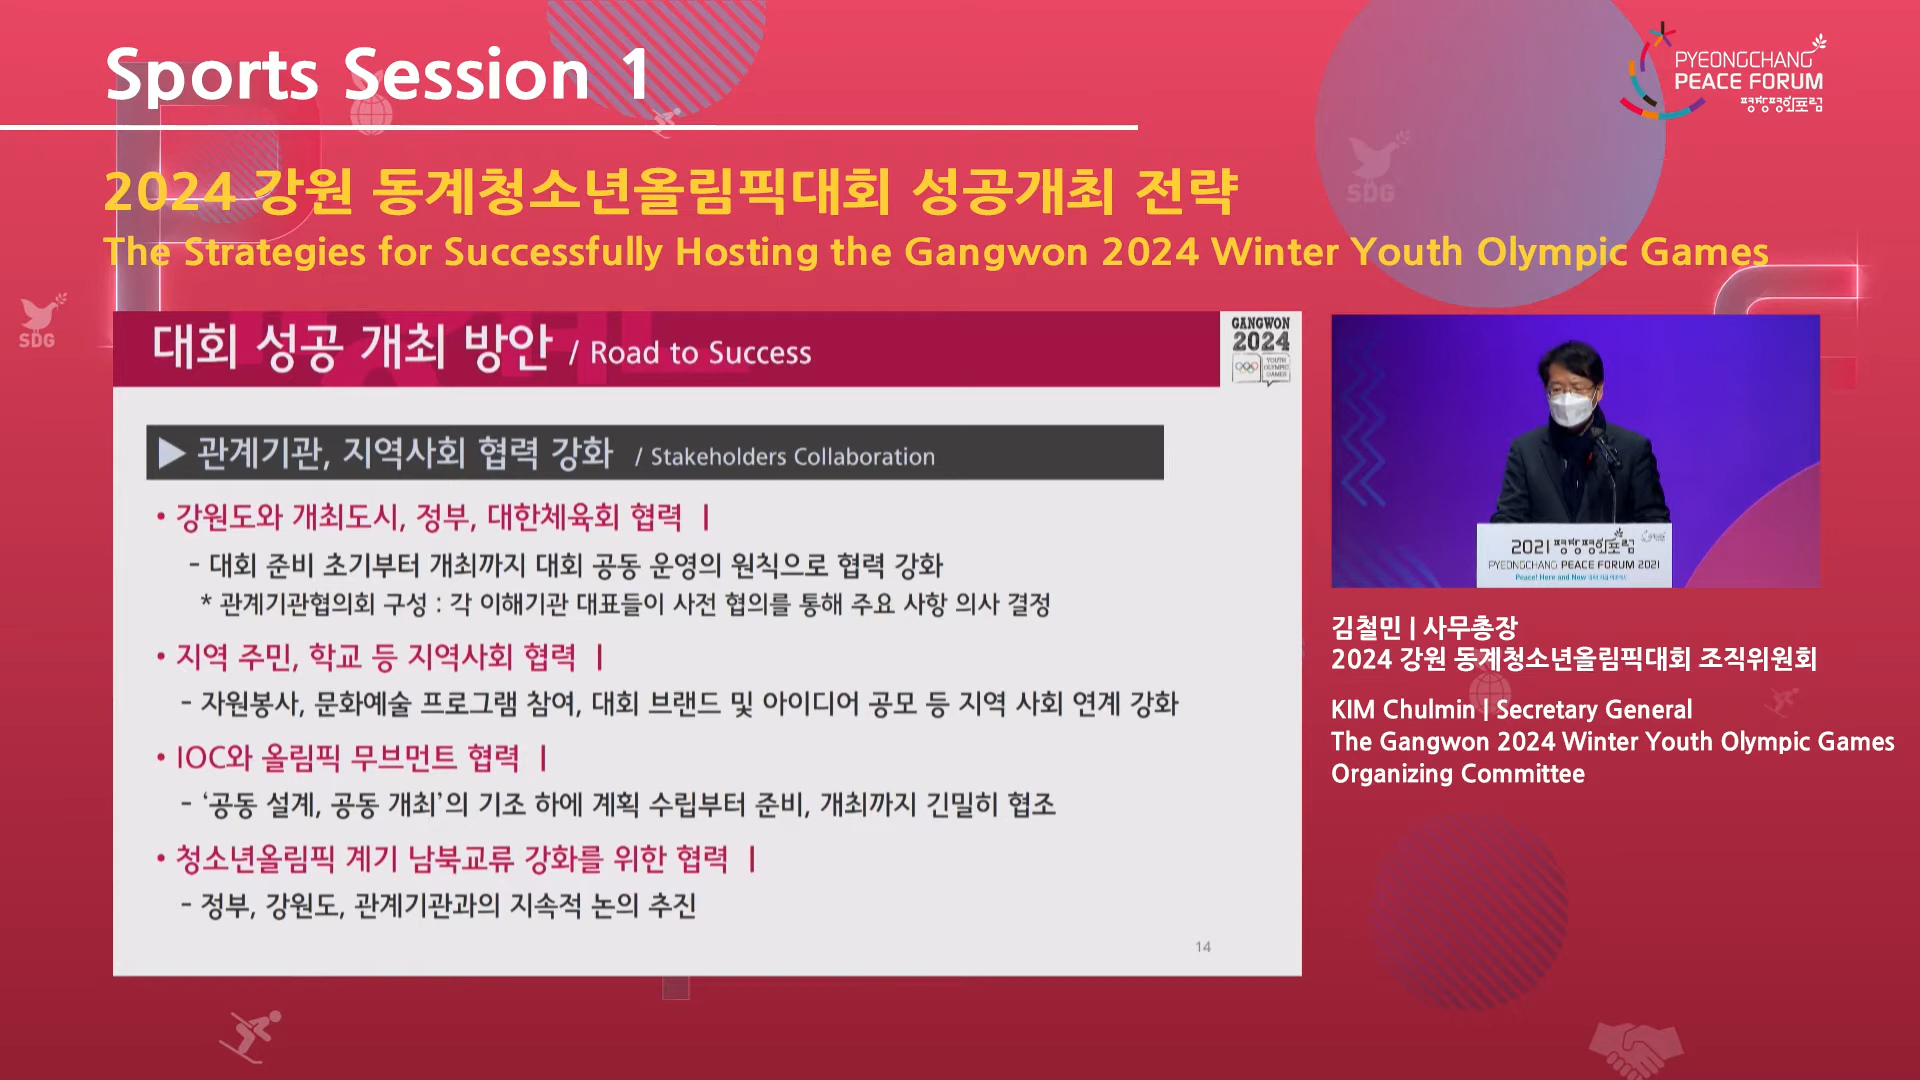 Sports Session 1
PYEONGCHANG
PEACE FORUM
평창평화포럼
2024 강원 동계청소년올림픽대회 성공개최 전략
The Strategies for Successfully Hosting the Gangwon 2024 Winter Youth Olympic Games
SDG
SDG
대회 성공 개최 방안 / Road to Success
GANGWON
2024
YOUTH
OLYMPIC
GAMES
▶ 관계기관, 지역사회 협력 강화 / Stakeholders Collaboration
• 강원도와 개최도시, 정부, 대한체육회 협력 |
- 대회 준비 초기부터 개최까지 대회 공동 운영의 원칙으로 협력 강화
* 관계기관협의회 구성 : 각 이해기관 대표들이 사전 협의를 통해 주요 사항 의사 결정
• 지역 주민, 학교 등 지역사회 협력 |
- 자원봉사, 문화예술 프로그램 참여, 대회 브랜드 및 아이디어 공모 등 지역 사회 연계 강화
• IOC와 올림픽 무브먼트 협력 |
- ‘공동 설계, 공동 개최’의 기조 하에 계획 수립부터 준비, 개최까지 긴밀히 협조
• 청소년올림픽 계기 남북교류 강화를 위한 협력 |
- 정부, 강원도, 관계기관과의 지속적 논의 추진
14
2021 평창평화포럼
PYEONGCHANG PEACE FORUM 2021
Peace! Here and Now
김철민 | 사무총장
2024 강원 동계청소년올림픽대회 조직위원회
KIM Chulmin | Secretary General
The Gangwon 2024 Winter Youth Olympic Games
Organizing Committee